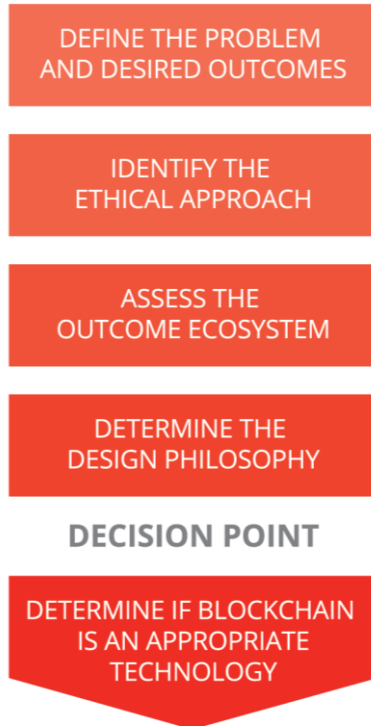 DEFINE THE PROBLEM
AND DESIRED OUTCOMES
IDENTIFY THE
ETHICAL APPROACH
ASSESS THE
OUTCOME ECOSYSTEM
DETERMINE THE
DESIGN PHILOSOPHY
DECISION POINT
DETERMINE IF BLOCKCHAIN
IS AN APPROPRIATE
TECHNOLOGY